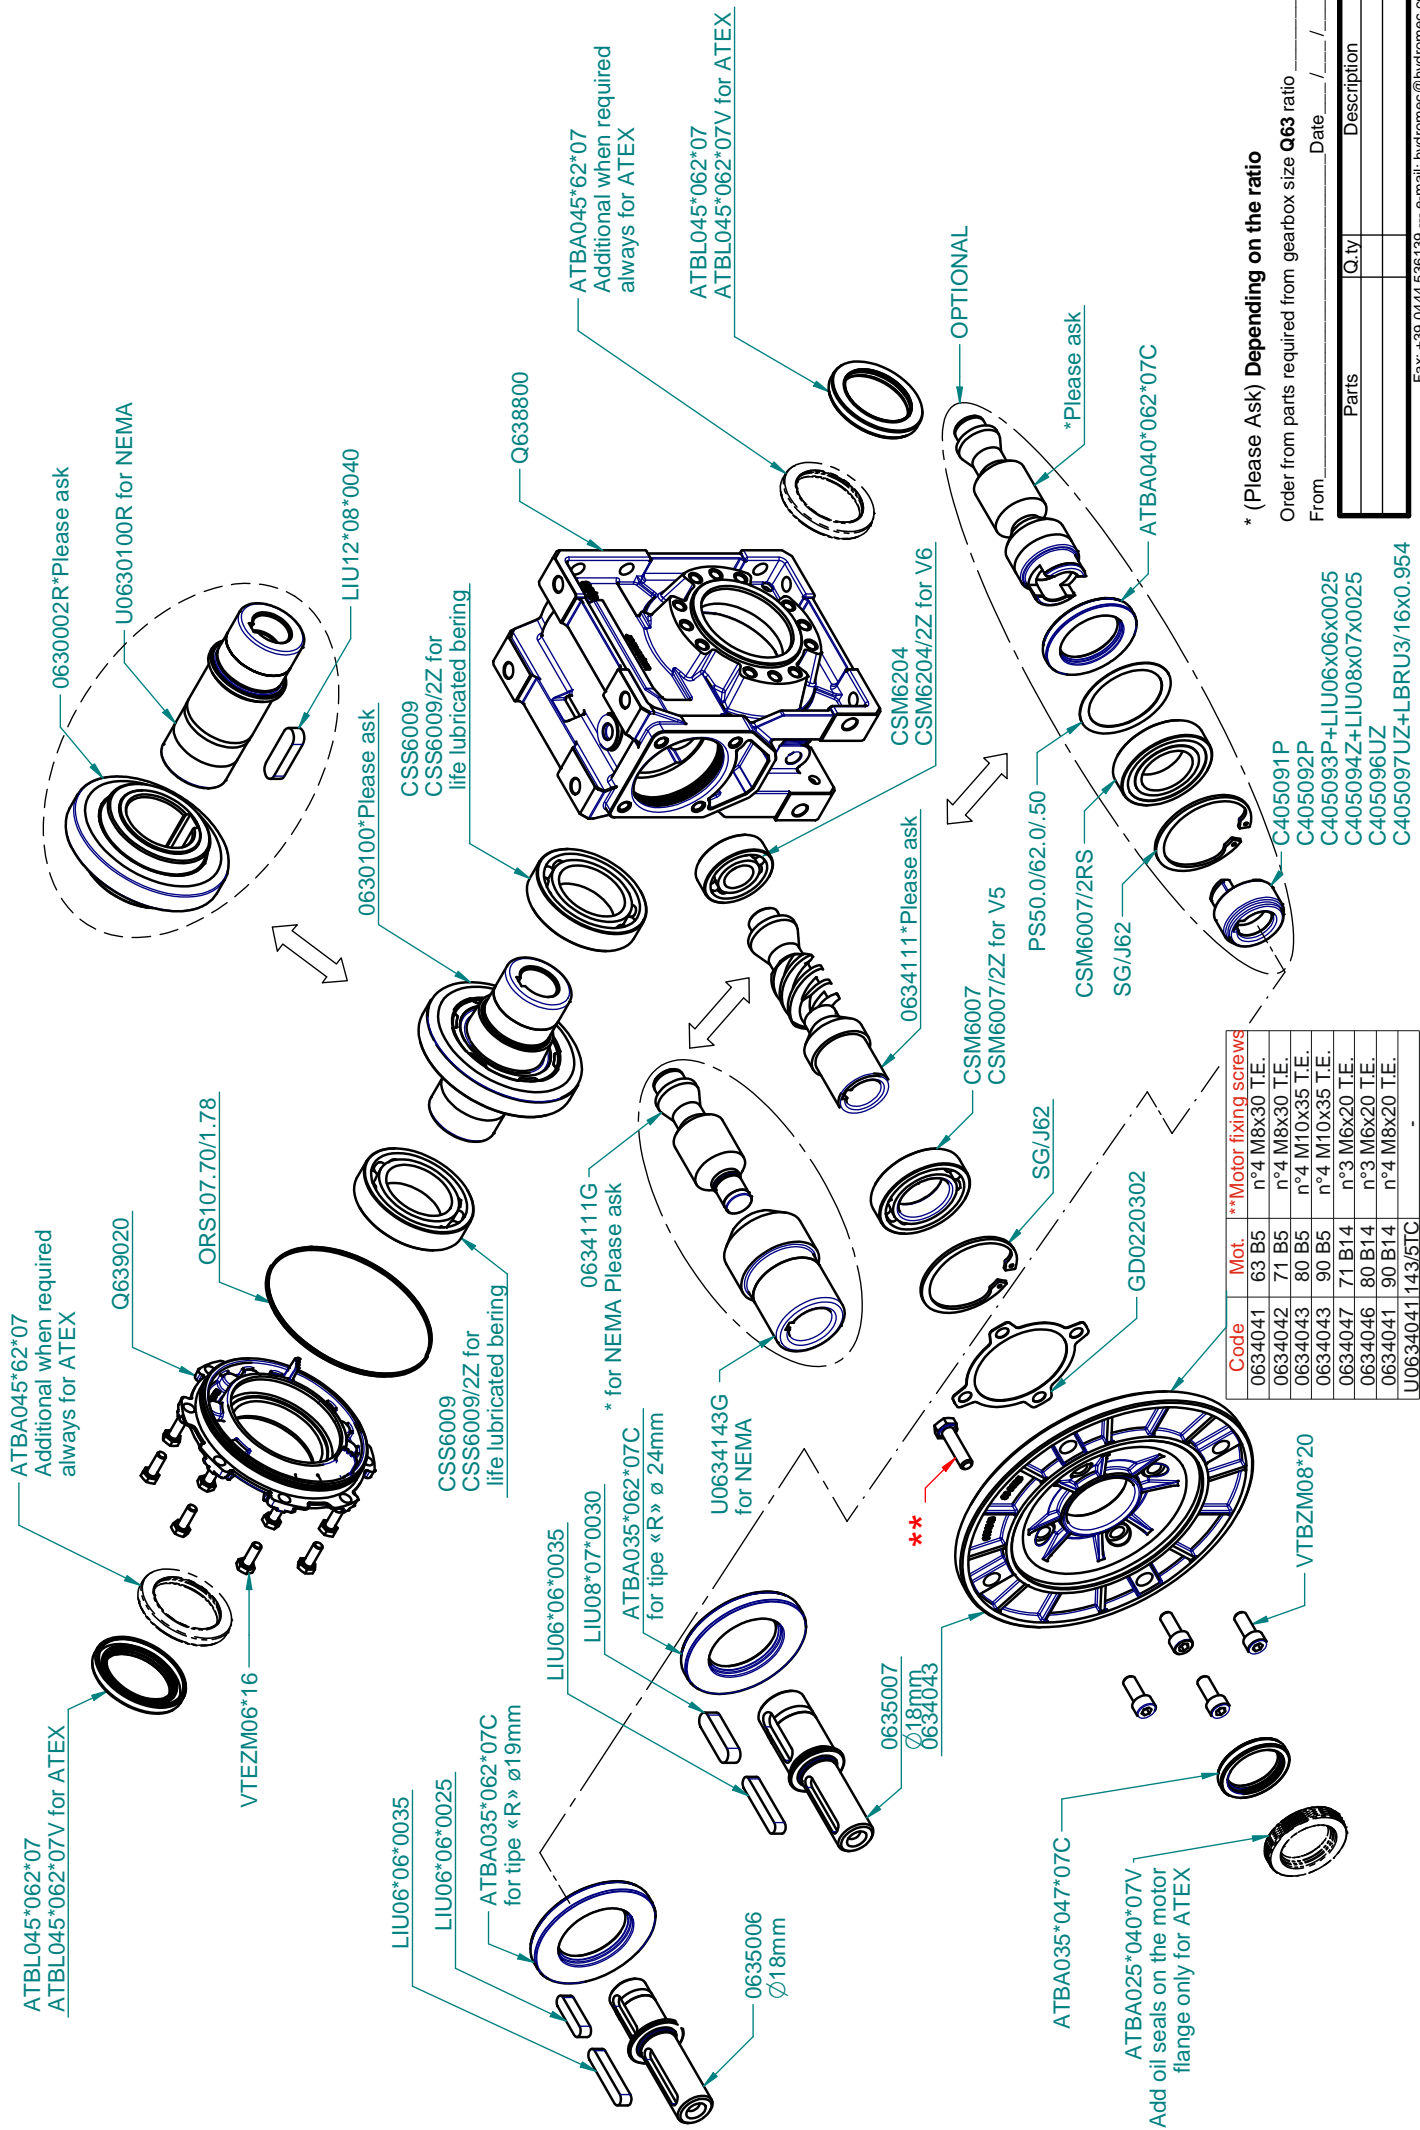 ATBL045*062*07
ATBL045*062*07V for ATEX
ATBA045*62*07
Additional when required
always for ATEX
Q639020
ORS107.70/1.78
VTEZM06*16
CSS6009
CSS6009/2Z for
life lubricated bering
0630002R*Please ask
U0630100R for NEMA
LIU12*08*0040
0630100*Please ask
CSS6009
CSS6009/2Z for
life lubricated bering
Q638800
ATBA045*62*07
Additional when required
always for ATEX
ATBL045*062*07
ATBL045*062*07V for ATEX
LIU06*06*0035
LIU06*06*0025
ATBA035*062*07C
for tipe «R» ø19mm
0635006
Ø18mm
LIU06*06*0035
LIU08*07*0030
ATBA035*062*07C
for tipe «R» ø 24mm
0635007
Ø18mm
0634043
U0634143G
for NEMA
0634111G
* for NEMA Please ask
0634111*Please ask
CSM6204
CSM6204/2Z for V6
CSM6007
CSM6007/2Z for V5
SG/J62
GD0220302
**
OPTIONAL
*Please ask
ATBA040*062*07C
PS50.0/62.0/.50
CSM6007/2RS
SG/J62
C405091P
C405092P
C405093P+LIU06x06x0025
C405094Z+LIU08x07x0025
C405096UZ
C405097UZ+LBRU3/16x0.954
ATBA035*047*07C
ATBA025*040*07V
Add oil seals on the motor
flange only for ATEX
VTBZM08*20
Code Mot. **Motor fixing screws
0634041 63 B5 n°4 M8x30 T.E.
0634042 71 B5 n°4 M8x30 T.E.
0634043 80 B5 n°4 M10x35 T.E.
0634043 90 B5 n°4 M10x35 T.E.
0634047 71 B14 n°3 M6x20 T.E.
0634046 80 B14 n°3 M6x20 T.E.
0634041 90 B14 n°4 M8x20 T.E.
U0634041 143/5TC -
* (Please Ask) Depending on the ratio
Order from parts required from gearbox size Q63 ratio
From Date / /
Parts Q.ty Description